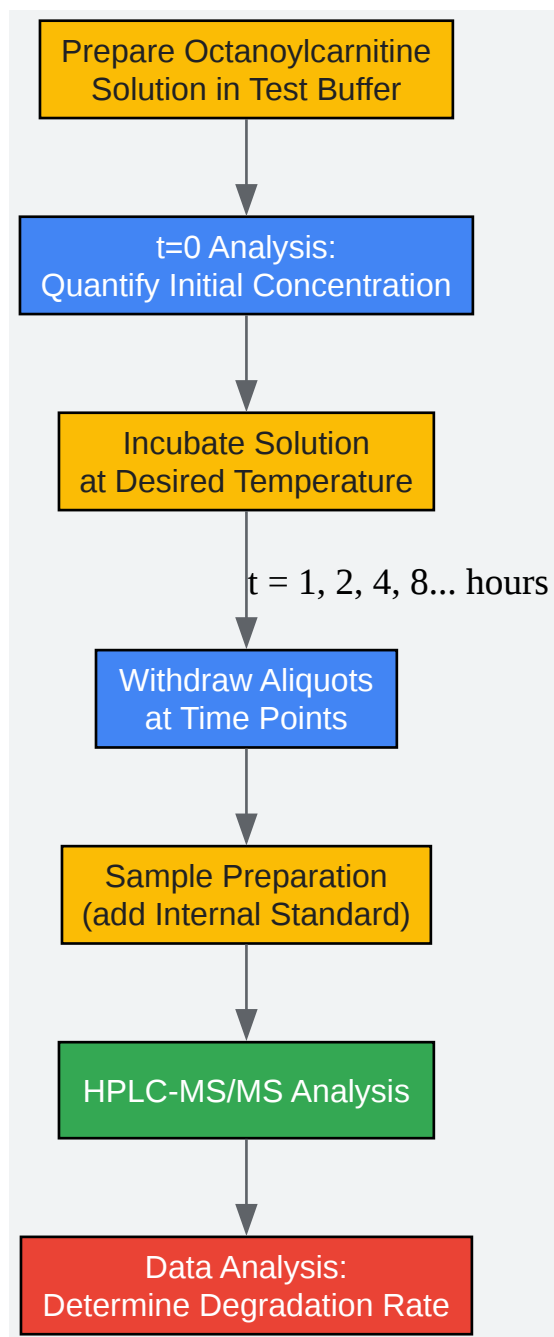 Prepare Octanoylcarnitine
Solution in Test Buffer
t=0 Analysis:
Quantify Initial Concentration
Incubate Solution
at Desired Temperature
t = 1, 2, 4, 8... hours
Withdraw Aliquots
at Time Points
Sample Preparation
(add Internal Standard)
HPLC-MS/MS Analysis
Data Analysis:
Determine Degradation Rate